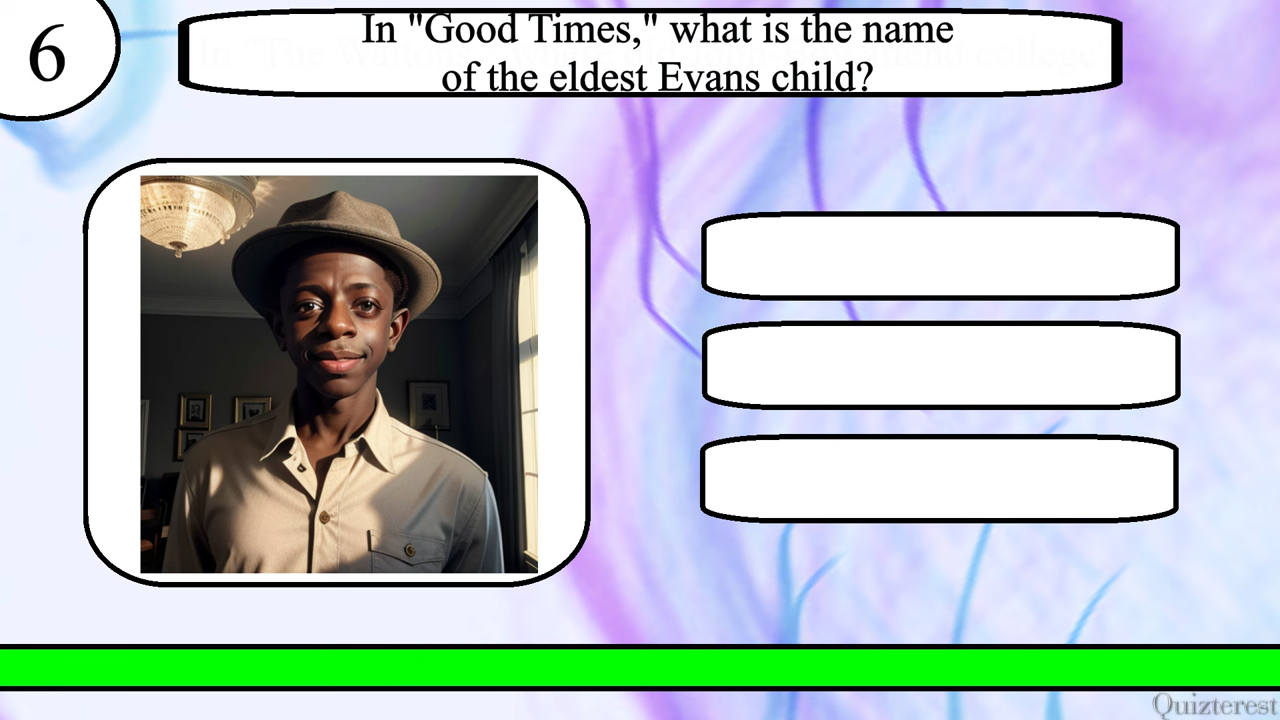 6
In "Good Times," what is the name
of the eldest Evans child?
Quizterest